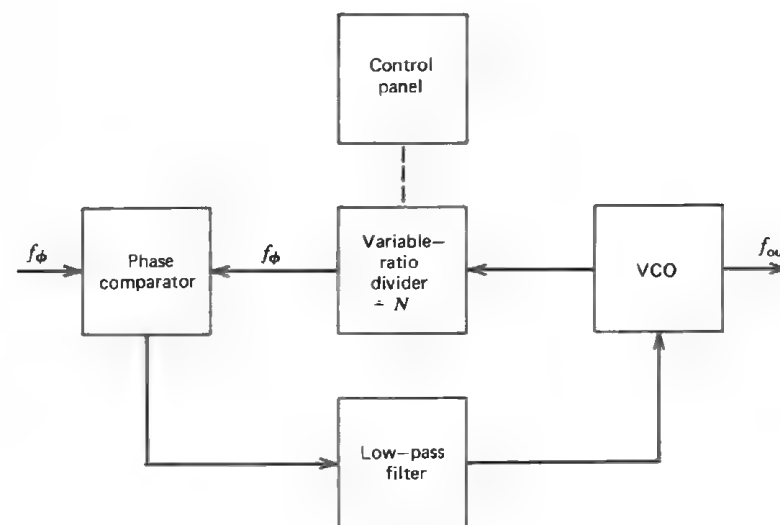 Control
panel
fϕ
Phase
comparator
fϕ
Variable–
ratio
divider
÷ N
VCO
Low–pass
filter